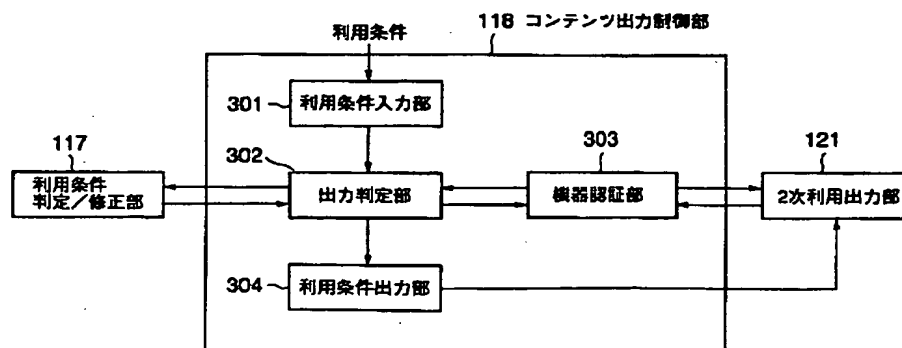 118 コンテンツ出力制御部
利用条件
301
利用条件入力部
117
302
303
121
利用条件
判定/修正部
出力判定部
機器認証部
2次利用出力部
304
利用条件出力部